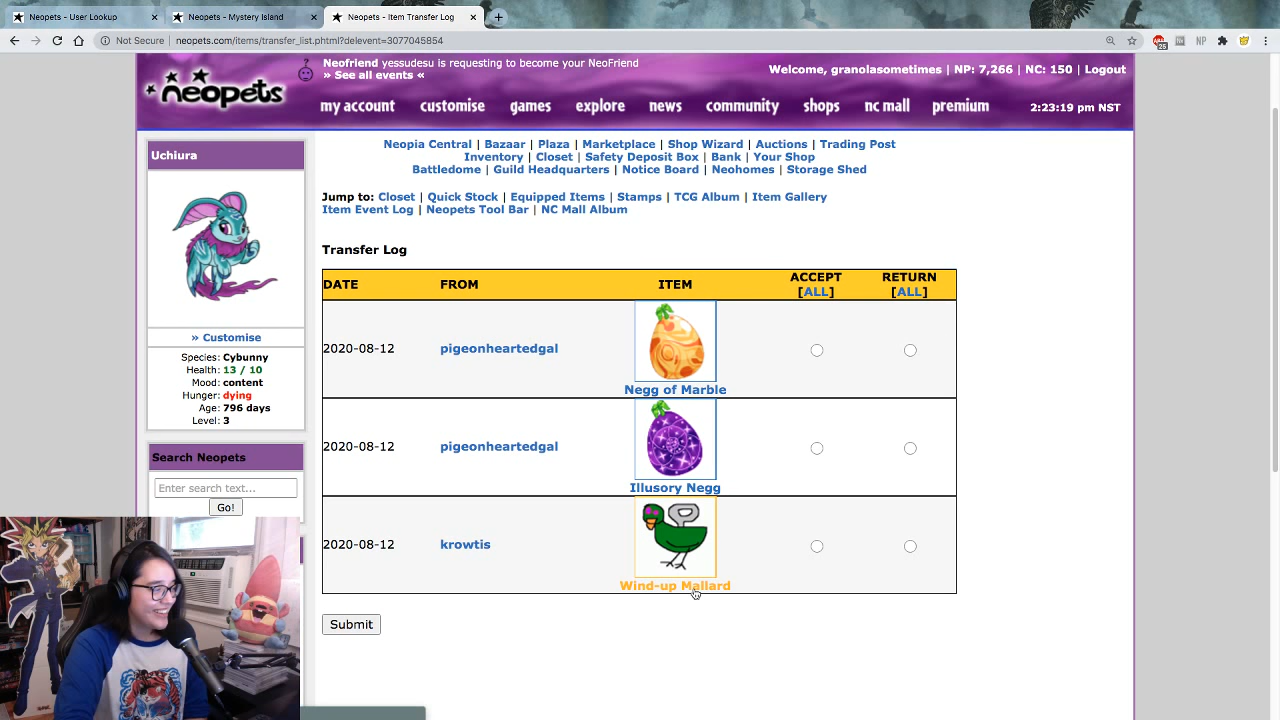 Neopets - User Lookup
Neopets - Mystery Island
Neopets - Item Transfer Log
Not Secure | neopets.com/items/transfer_list.phtml?delevent=3077045854
25
NP
neopets
Neofriend yessudesu is requesting to become your NeoFriend
» See all events «
Welcome, granolasometimes | NP: 7,266 | NC: 150 | Logout
my account customise games explore news community shops nc mall premium
2:23:19 pm NST
Neopia Central | Bazaar | Plaza | Marketplace | Shop Wizard | Auctions | Trading Post
Inventory | Closet | Safety Deposit Box | Bank | Your Shop
Battledome | Guild Headquarters | Notice Board | Neohomes | Storage Shed
Jump to: Closet | Quick Stock | Equipped Items | Stamps | TCG Album | Item Gallery
Item Event Log | Neopets Tool Bar | NC Mall Album
Uchiura
» Customise
Species: Cybunny
Health: 13 / 10
Mood: content
Hunger: dying
Age: 796 days
Level: 3
Search Neopets
Enter search text...
Go!
Transfer Log
DATE FROM ITEM ACCEPT [ALL] RETURN [ALL]
2020-08-12 pigeonheartedgal Negg of Marble
2020-08-12 pigeonheartedgal Illusory Negg
2020-08-12 krowtis Wind-up Mallard
Submit